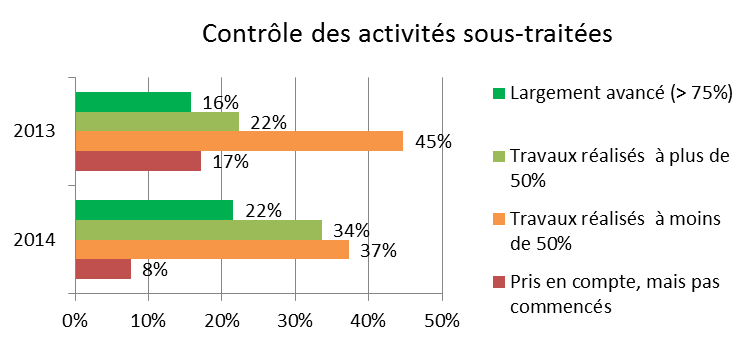 Contrôle des activités sous-traitées
2013
16%
22%
45%
17%
2014
22%
34%
37%
8%
0% 10% 20% 30% 40% 50%
Largement avancé (> 75%)
Travaux réalisés à plus de
50%
Travaux réalisés à moins
de 50%
Pris en compte, mais pas
commencés